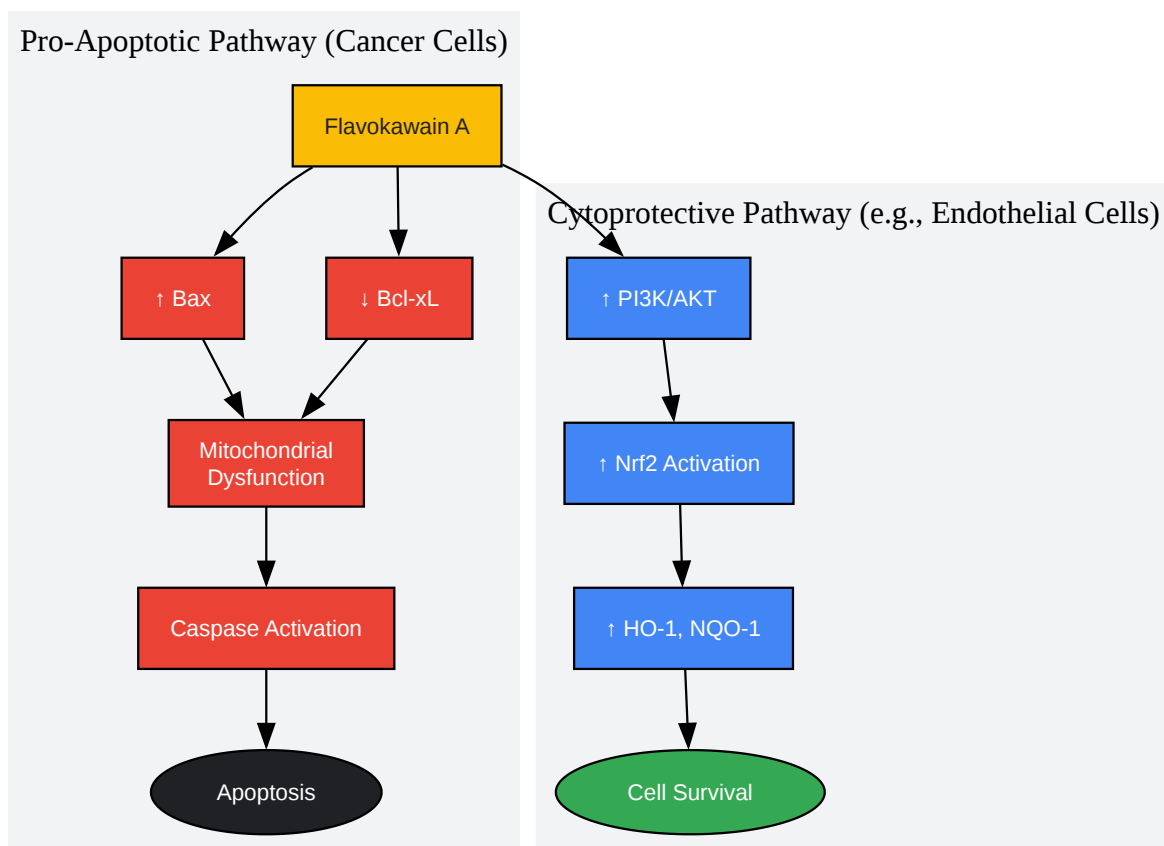 Pro-Apoptotic Pathway (Cancer Cells)
Flavokawain A
Cytoprotective Pathway (e.g., Endothelial Cells)
↑ Bax
↓ Bcl-xL
↑ PI3K/AKT
Mitochondrial
Dysfunction
↑ Nrf2 Activation
Caspase Activation
↑ HO-1, NQO-1
Apoptosis
Cell Survival